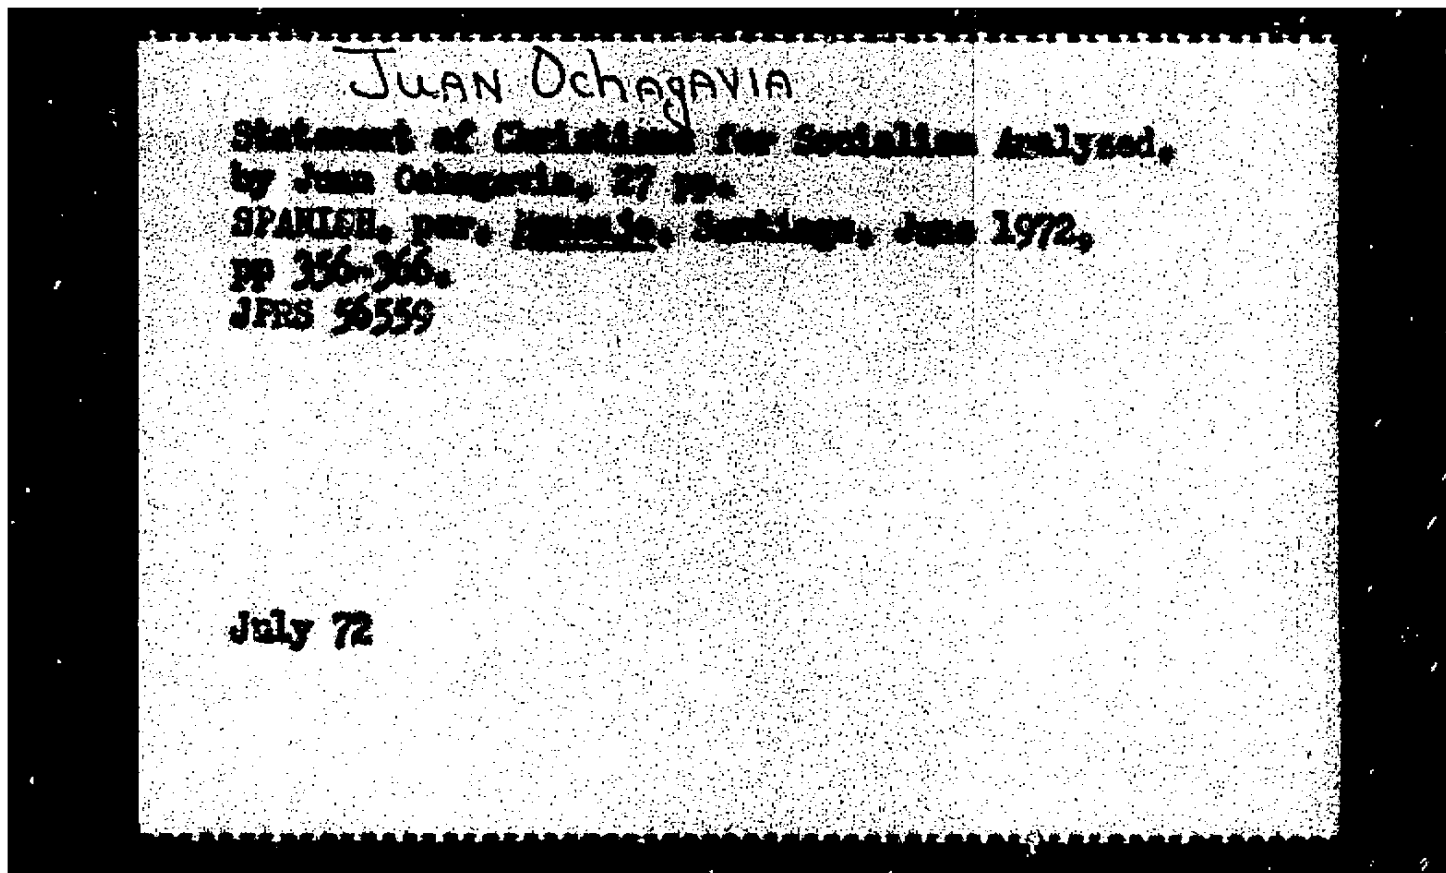 Juan Ochagavia
Statement of Christians for Socialism Analyzed,
by Juan Ochagavia, 27 pp.
SPANISH, per, Mensaje, Santiago, June 1972,
pp 356-366.
JPRS 56559
July 72